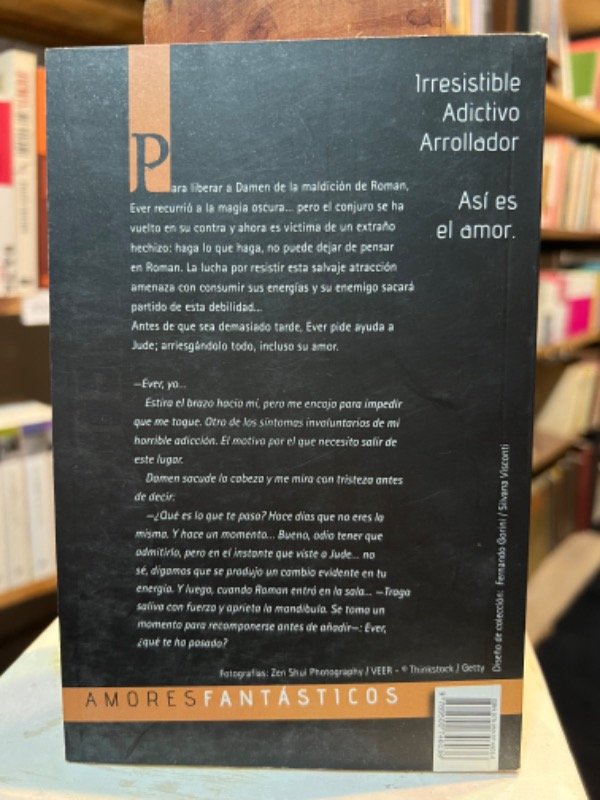 Irresistible
Adictivo
Arrollador
Así es
el amor.
Para liberar a Damen de la maldición de Roman,
Ever recurrió a la magia oscura... pero el conjuro se ha
vuelto en su contra y ahora es víctima de un extraño
hechizo: haga lo que haga, no puede dejar de pensar
en Roman. La lucha por resistir esta salvaje atracción
amenaza con consumir sus energías y su enemigo sacará
partido de esta debilidad...
Antes de que sea demasiado tarde, Ever pide ayuda a
Jude; arriesgándolo todo, incluso su amor.
—Ever, yo...
Estira el brazo hacia mí, pero me encojo para impedir
que me toque. Otro de los síntomas involuntarios de mi
horrible adicción. El motivo por el que necesito salir de
este lugar.
Damen sacude la cabeza y me mira con tristeza antes
de decir:
—¿Qué es lo que te pasa? Hace días que no eres la
misma. Y hace un momento... Bueno, odio tener que
admitirlo, pero en el instante que viste a Jude... no
sé, digamos que se produjo un cambio evidente en tu
energía. Y luego, cuando Roman entró en la sala... —Traga
saliva con fuerza y aprieta la mandíbula. Se toma un
momento para recomponerse antes de añadir—: Ever,
¿qué te ha pasado?
Fotografías: Zen Shui Photography / VEER - © Thinkstock / Getty
Diseño de colección: Fernando Gorini / Silvana Visconti
AMORES FANTÁSTICOS